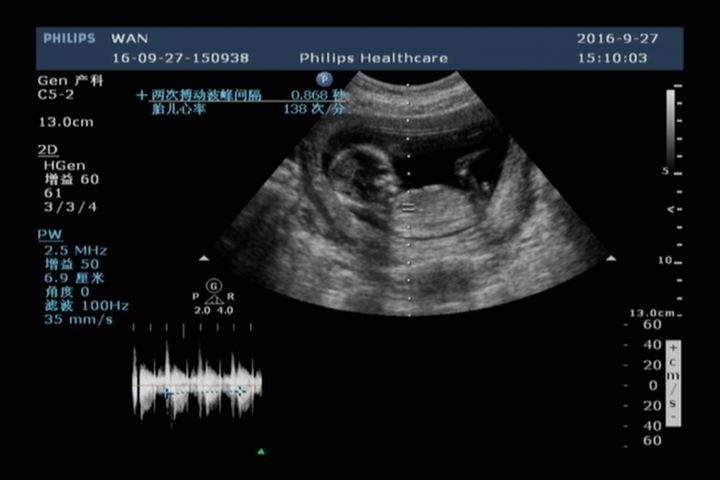 PHILIPS WAN 2016-9-27
16-09-27-150938 Philips Healthcare 15:10:03
Gen 产科
C5-2
13.0cm
2D
HGen
增益 60
61
3/3/4
PW
2.5 MHz
增益 50
6.9 厘米
角度 0
滤波 100Hz
35 mm/s
P
+ 两次搏动波峰间隔 0.868 秒
胎儿心率 138 次/分
5
10
13.0cm
G
P R
2.0 4.0
60
40
20
0
20
40
60
+
cm/s
-